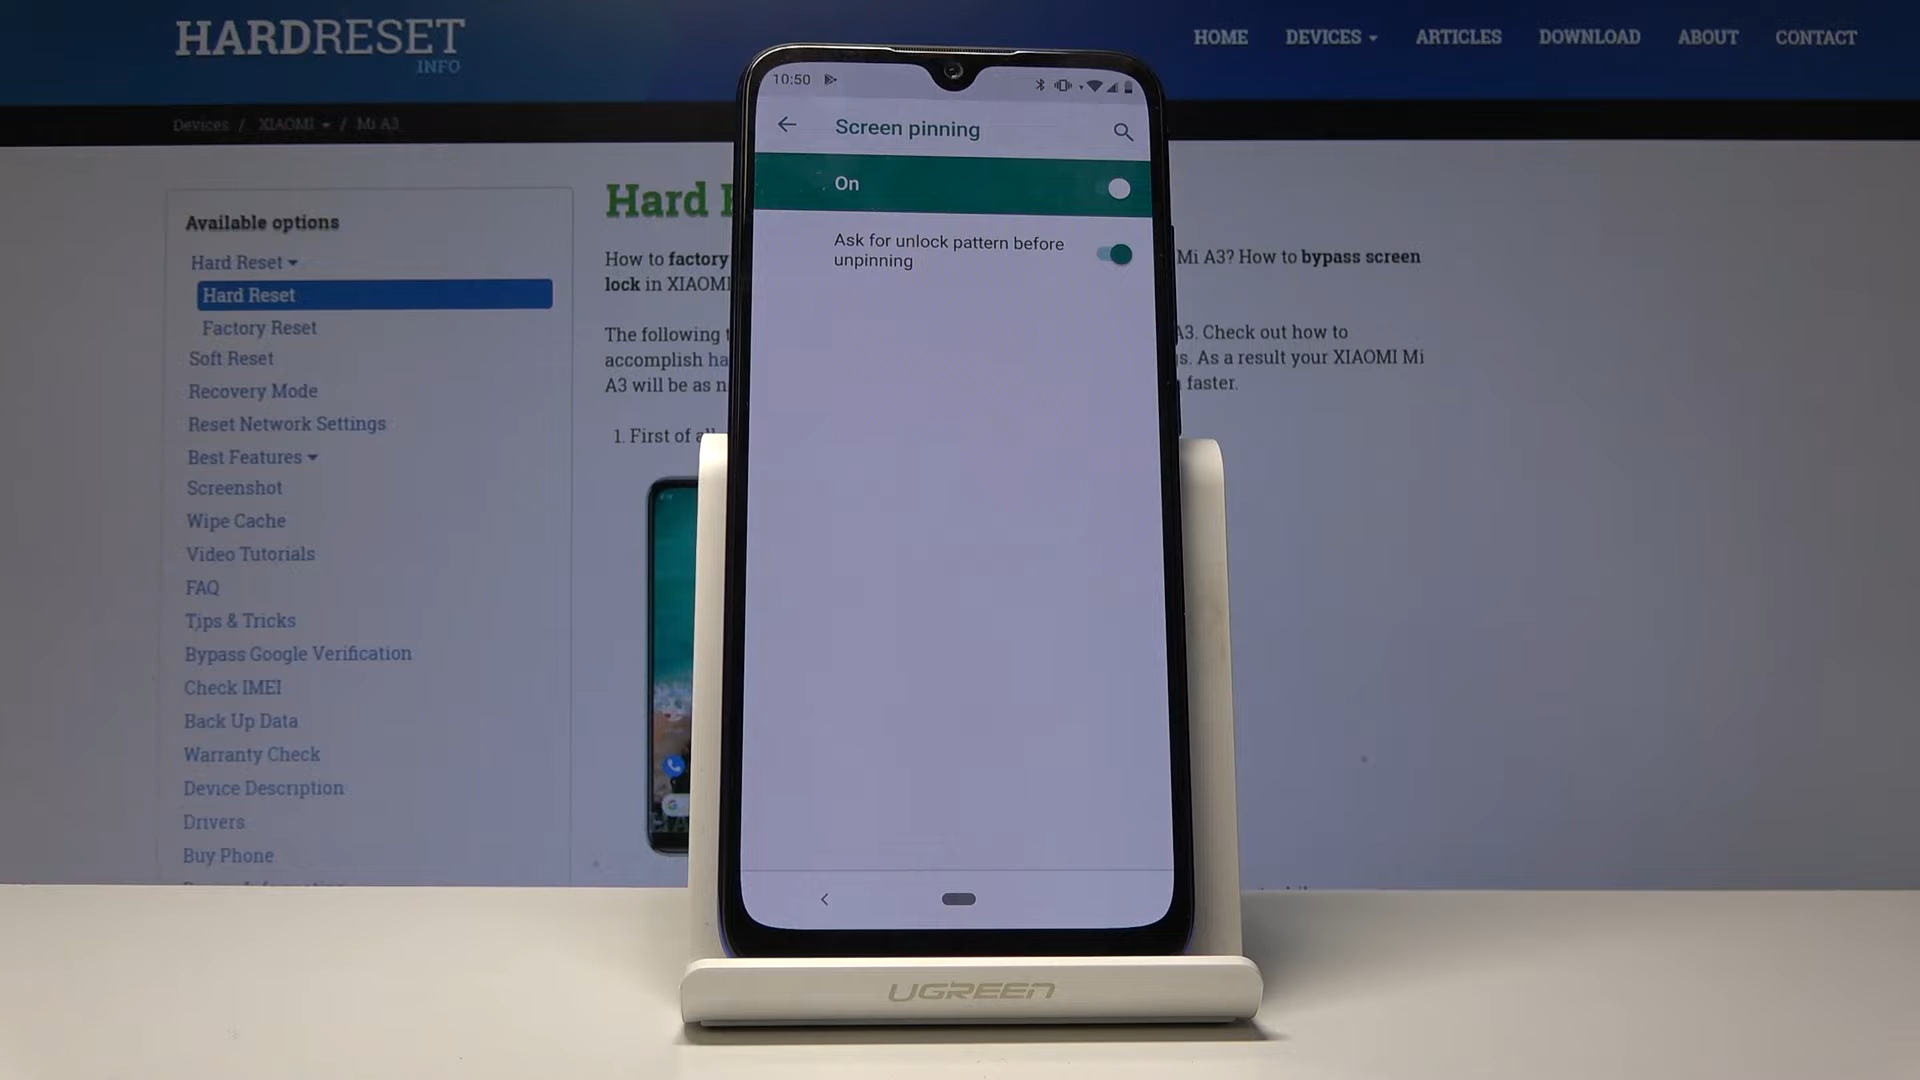 HARDRESET
INFO
HOME DEVICES ARTICLES DOWNLOAD ABOUT CONTACT
Devices / XIAOMI / Mi A3
Available options
Hard Reset
Hard Reset
Factory Reset
Soft Reset
Recovery Mode
Reset Network Settings
Best Features
Screenshot
Wipe Cache
Video Tutorials
FAQ
Tips & Tricks
Bypass Google Verification
Check IMEI
Back Up Data
Warranty Check
Device Description
Drivers
Buy Phone
Hard
How to factory
Mi A3? How to bypass screen
lock in XIAOMI
The following
A3. Check out how to
accomplish
As a result your XIAOMI Mi
A3 will be as
faster.
1. First of
10:50
Screen pinning
On
Ask for unlock pattern before
unpinning
UGREEN